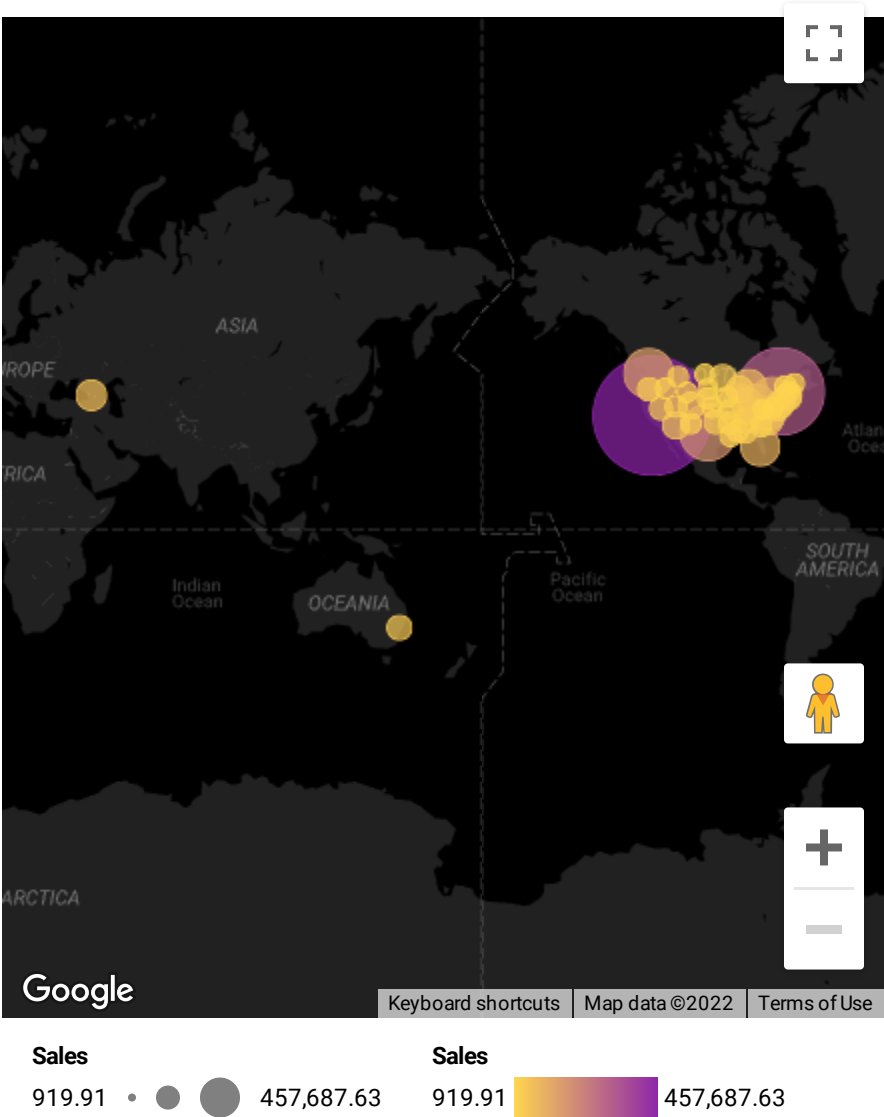 ASIA
UROPE
FRICA
Atlan
Ocea
SOUTH
AMERICA
Indian
Ocean
OCEANIA
Pacific
Ocean
ARCTICA
Google
Keyboard shortcuts
Map data ©2022
Terms of Use
Sales
919.91
457,687.63
Sales
919.91
457,687.63